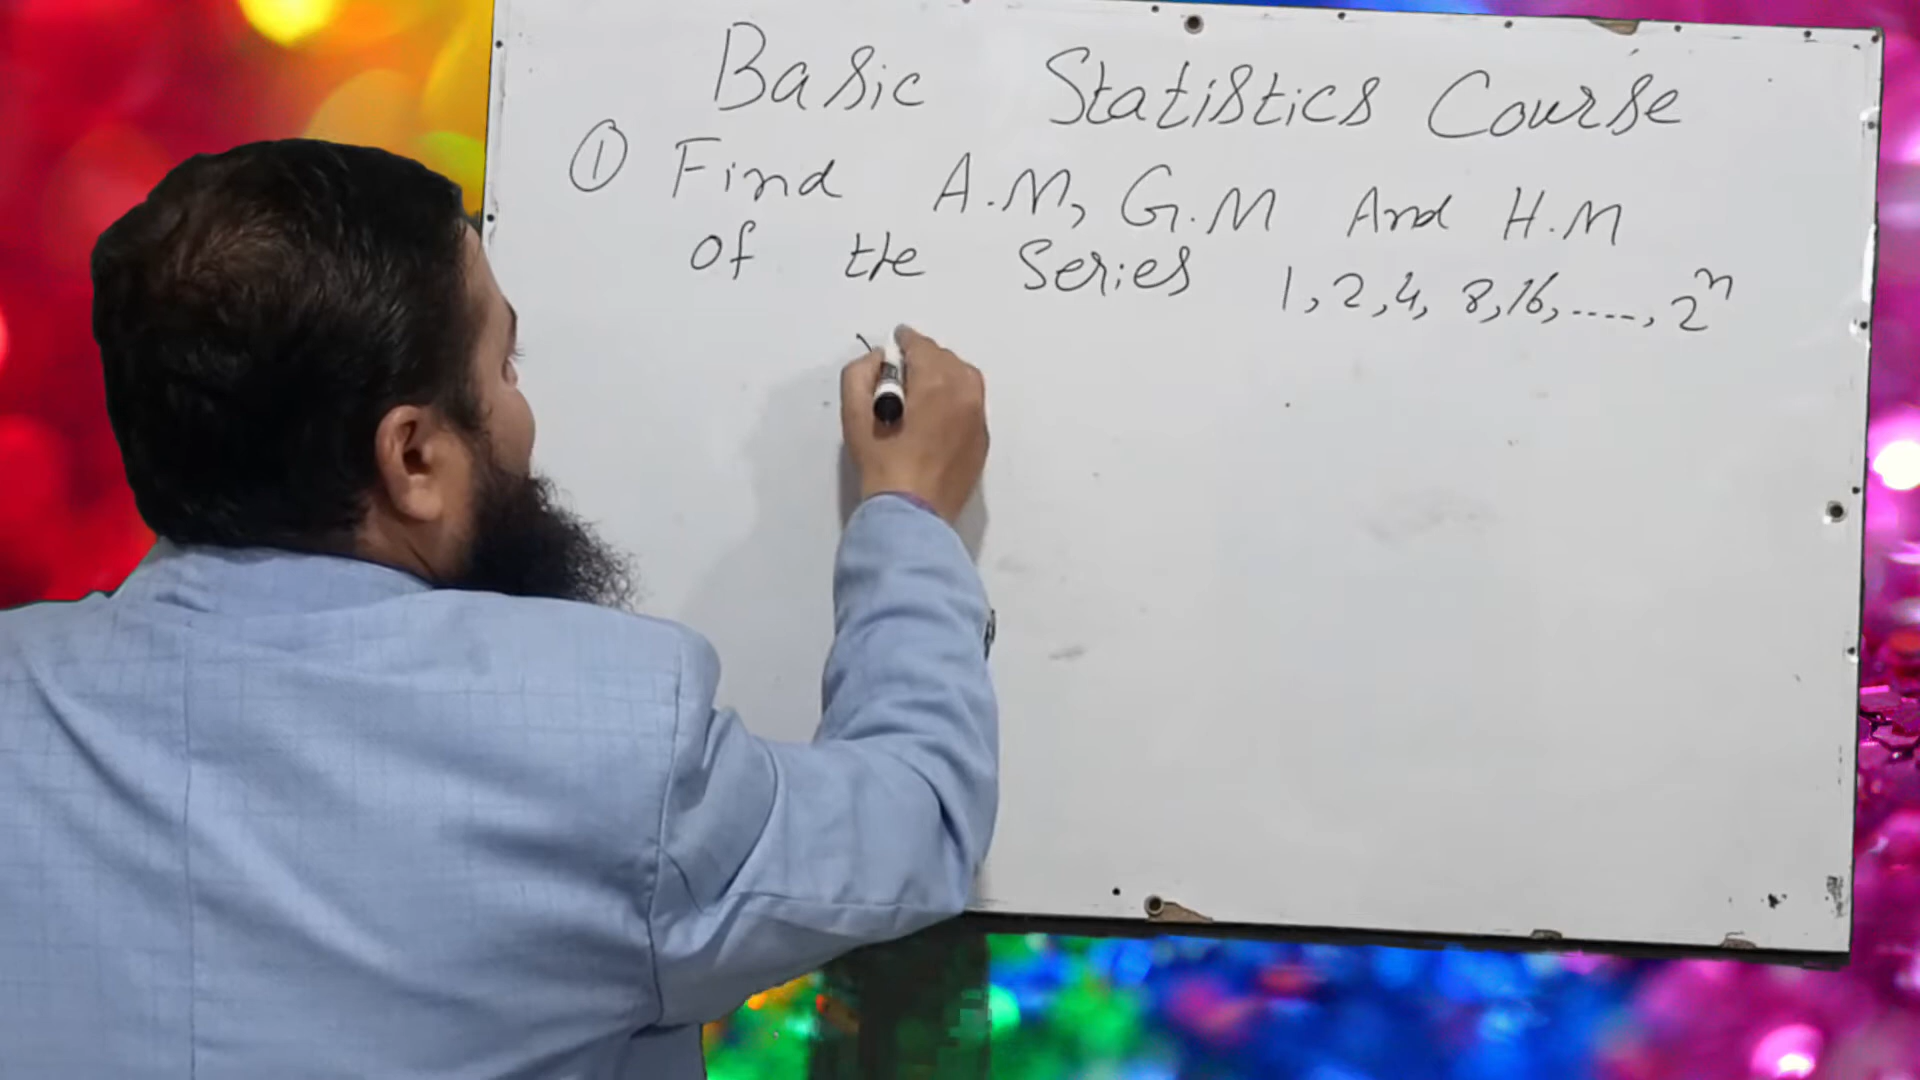 Basic Statistics Course
① Find A.M, G.M And H.M
of the Series 1, 2, 4, 8, 16, ...., 2ⁿ